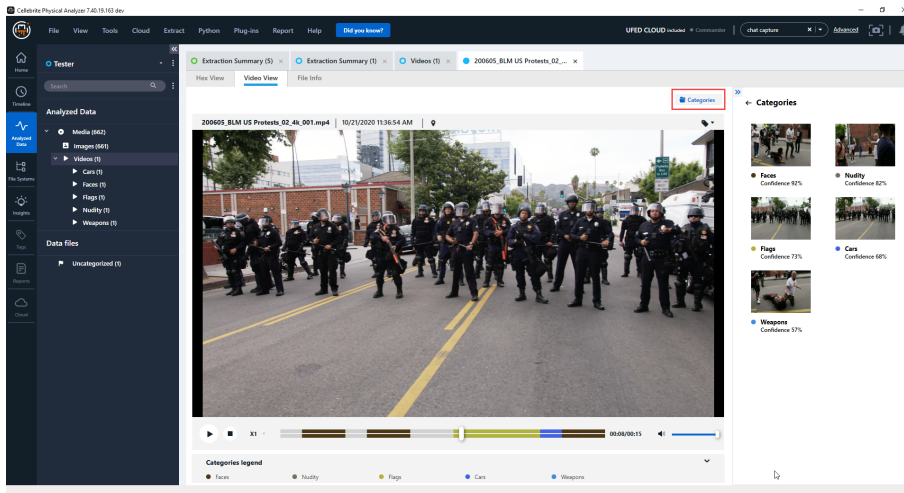 Cellebrite Physical Analyzer 7.40.19.163 dev
File View Tools Cloud Extract Python Plug-ins Report Help Did you know?
UFED CLOUD included Commander chat capture Advanced
Home
Timeline
Analyzed Data
File Systems
Insights
Tags
Reports
Cloud
Tester
Search
Analyzed Data
Media (662)
Images (661)
Videos (1)
Cars (1)
Faces (1)
Flags (1)
Nudity (1)
Weapons (1)
Data files
Uncategorized (1)
Extraction Summary (5) Extraction Summary (1) Videos (1) 200605_BLM US Protests_02_...
Hex View Video View File Info
Categories
200605_BLM US Protests_02_4k_001.mp4 10/21/2020 11:36:54 AM
X1 00:08/00:15
Categories legend
Faces Nudity Flags Cars Weapons
Categories
Faces
Confidence 92%
Nudity
Confidence 82%
Flags
Confidence 73%
Cars
Confidence 68%
Weapons
Confidence 57%